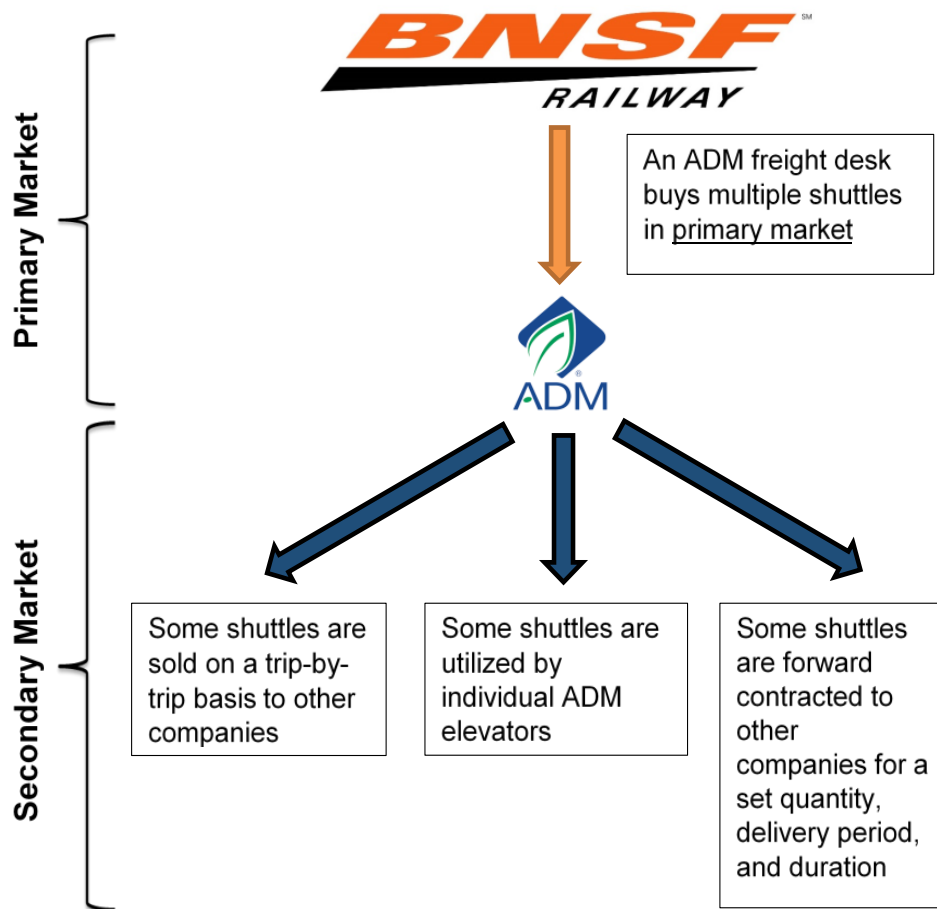 BNSF℠
RAILWAY
Primary Market
An ADM freight desk
buys multiple shuttles
in primary market
®
ADM
Secondary Market
Some shuttles are
sold on a trip-by-
trip basis to other
companies
Some shuttles are
utilized by
individual ADM
elevators
Some shuttles
are forward
contracted to
other
companies for a
set quantity,
delivery period,
and duration